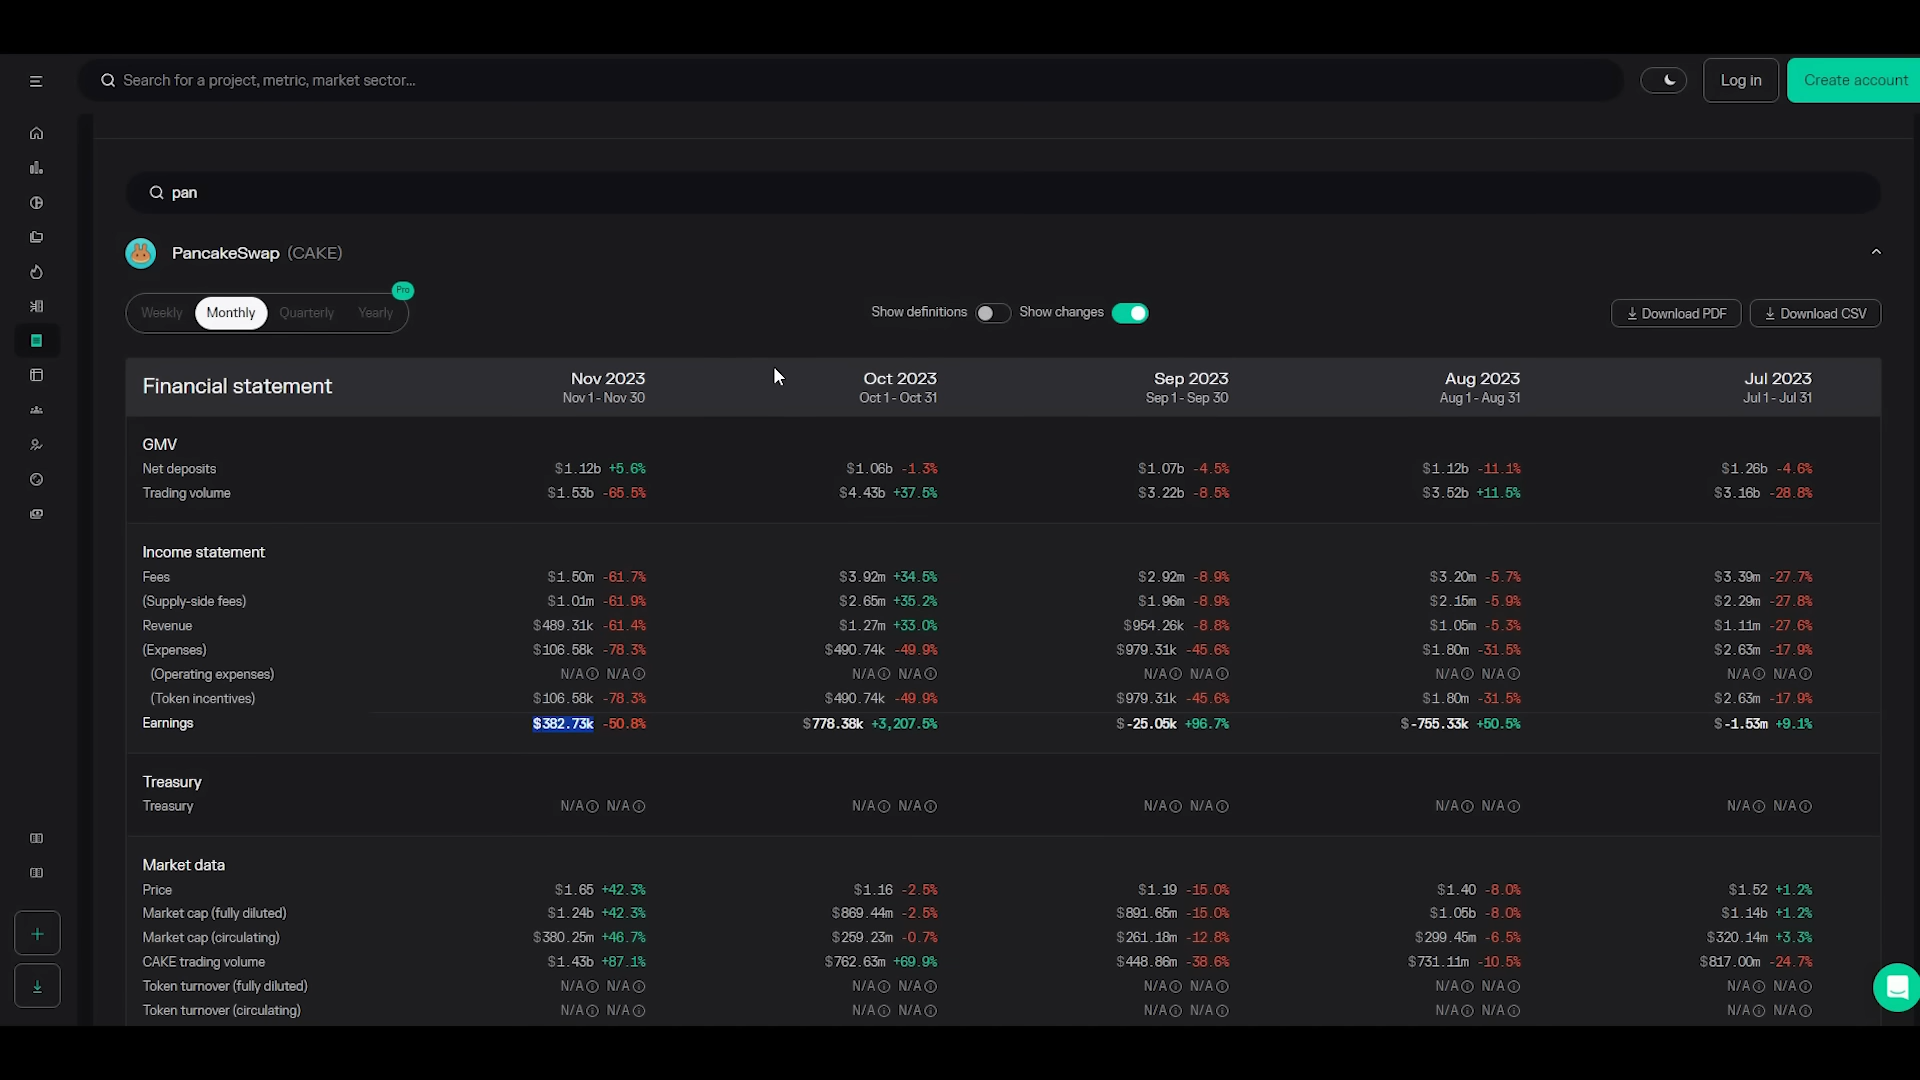 Search for a project, metric, market sector...
Log in
Create account
pan
PancakeSwap (CAKE)
Pro
Weekly Monthly Quarterly Yearly
Show definitions Show changes
Download PDF Download CSV
Financial statement Nov 2023 Oct 2023 Sep 2023 Aug 2023 Jul 2023
Nov 1 - Nov 30 Oct 1 - Oct 31 Sep 1 - Sep 30 Aug 1 - Aug 31 Jul 1 - Jul 31
GMV
Net deposits $1.12b +5.6% $1.06b -1.3% $1.07b -4.5% $1.12b -11.1% $1.26b -4.6%
Trading volume $1.53b -65.5% $4.43b +37.5% $3.22b -8.5% $3.52b +11.5% $3.16b -28.8%
Income statement
Fees $1.50m -61.7% $3.92m +34.5% $2.92m -8.9% $3.20m -5.7% $3.39m -27.7%
(Supply-side fees) $1.01m -61.9% $2.65m +35.2% $1.96m -8.9% $2.15m -5.9% $2.29m -27.8%
Revenue $489.31k -61.4% $1.27m +33.0% $954.26k -8.8% $1.05m -5.3% $1.11m -27.6%
(Expenses) $106.58k -78.3% $490.74k -49.9% $979.31k -45.6% $1.80m -31.5% $2.63m -17.9%
(Operating expenses) N/A N/A N/A N/A N/A N/A N/A N/A N/A N/A
(Token incentives) $106.58k -78.3% $490.74k -49.9% $979.31k -45.6% $1.80m -31.5% $2.63m -17.9%
Earnings $382.73k -50.8% $778.38k +3,207.5% $-25.05k +96.7% $-755.33k +50.5% $-1.53m +9.1%
Treasury
Treasury N/A N/A N/A N/A N/A N/A N/A N/A N/A N/A
Market data
Price $1.65 +42.3% $1.16 -2.5% $1.19 -15.0% $1.40 -8.0% $1.52 +1.2%
Market cap (fully diluted) $1.24b +42.3% $869.44m -2.5% $891.65m -15.0% $1.05b -8.0% $1.14b +1.2%
Market cap (circulating) $380.25m +46.7% $259.23m -0.7% $261.18m -12.8% $299.45m -6.5% $320.14m +3.3%
CAKE trading volume $1.43b +87.1% $762.63m +69.9% $448.86m -38.6% $731.11m -10.5% $817.00m -24.7%
Token turnover (fully diluted) N/A N/A N/A N/A N/A N/A N/A N/A N/A N/A
Token turnover (circulating) N/A N/A N/A N/A N/A N/A N/A N/A N/A N/A